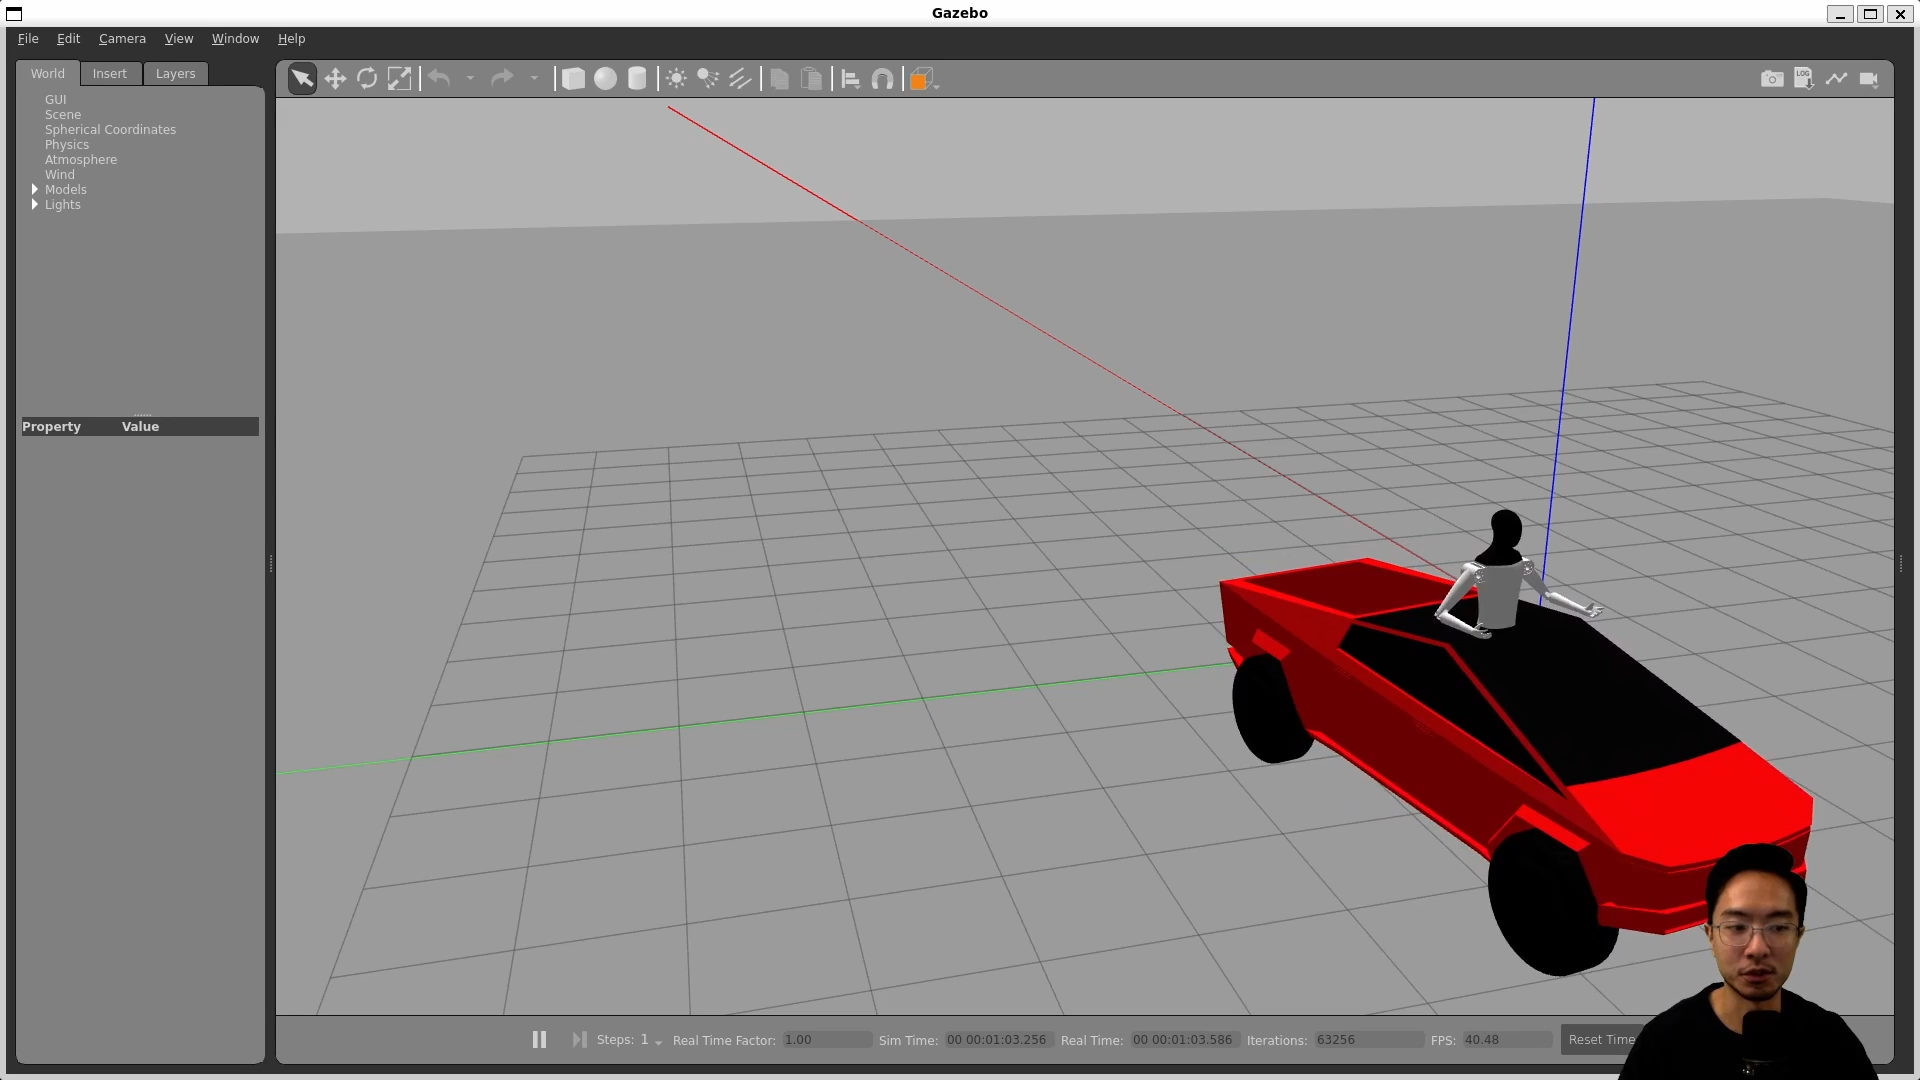 Gazebo
File Edit Camera View Window Help
World Insert Layers
LOG
GUI
Scene
Spherical Coordinates
Physics
Atmosphere
Wind
Models
Lights
Property Value
Steps: 1 Real Time Factor: 1.00 Sim Time: 00 00:01:03.256 Real Time: 00 00:01:03.586 Iterations: 63256 FPS: 40.48 Reset Time